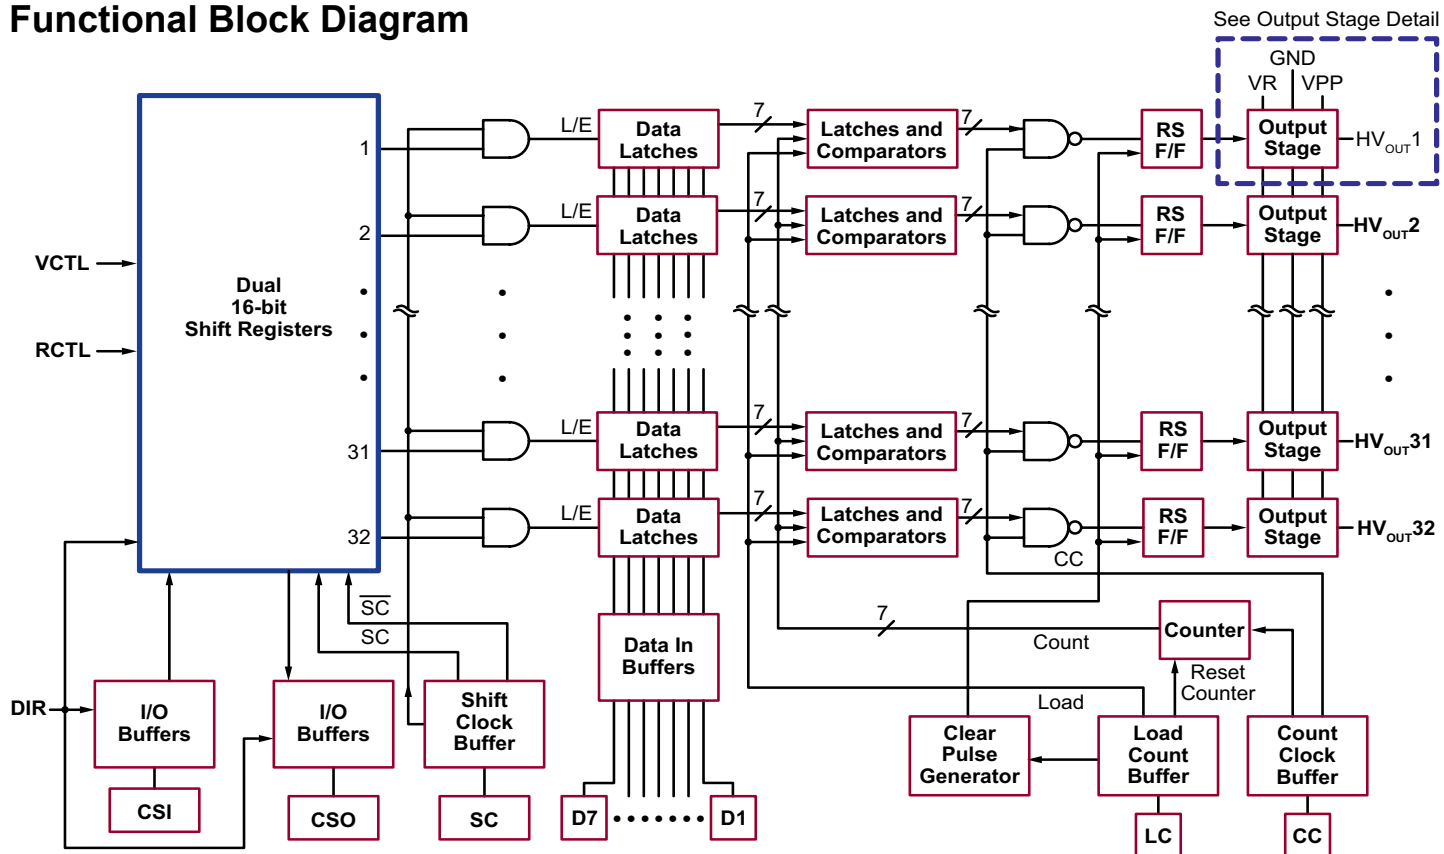 Functional Block Diagram
See Output Stage Detail
GND
VR
VPP
1
L/E
Data
Latches
7
Latches and
Comparators
7
RS
F/F
Output
Stage
HVOUT1
2
L/E
Data
Latches
7
Latches and
Comparators
7
RS
F/F
Output
Stage
HVOUT2
VCTL
RCTL
Dual
16-bit
Shift Registers
31
L/E
Data
Latches
7
Latches and
Comparators
7
RS
F/F
Output
Stage
HVOUT31
32
L/E
Data
Latches
7
Latches and
Comparators
7
CC
RS
F/F
Output
Stage
HVOUT32
S̅C̅
SC
Data In
Buffers
7
Count
Counter
Reset
Counter
Load
DIR
I/O
Buffers
I/O
Buffers
Shift
Clock
Buffer
Clear
Pulse
Generator
Load
Count
Buffer
Count
Clock
Buffer
CSI
CSO
SC
D7
D1
LC
CC